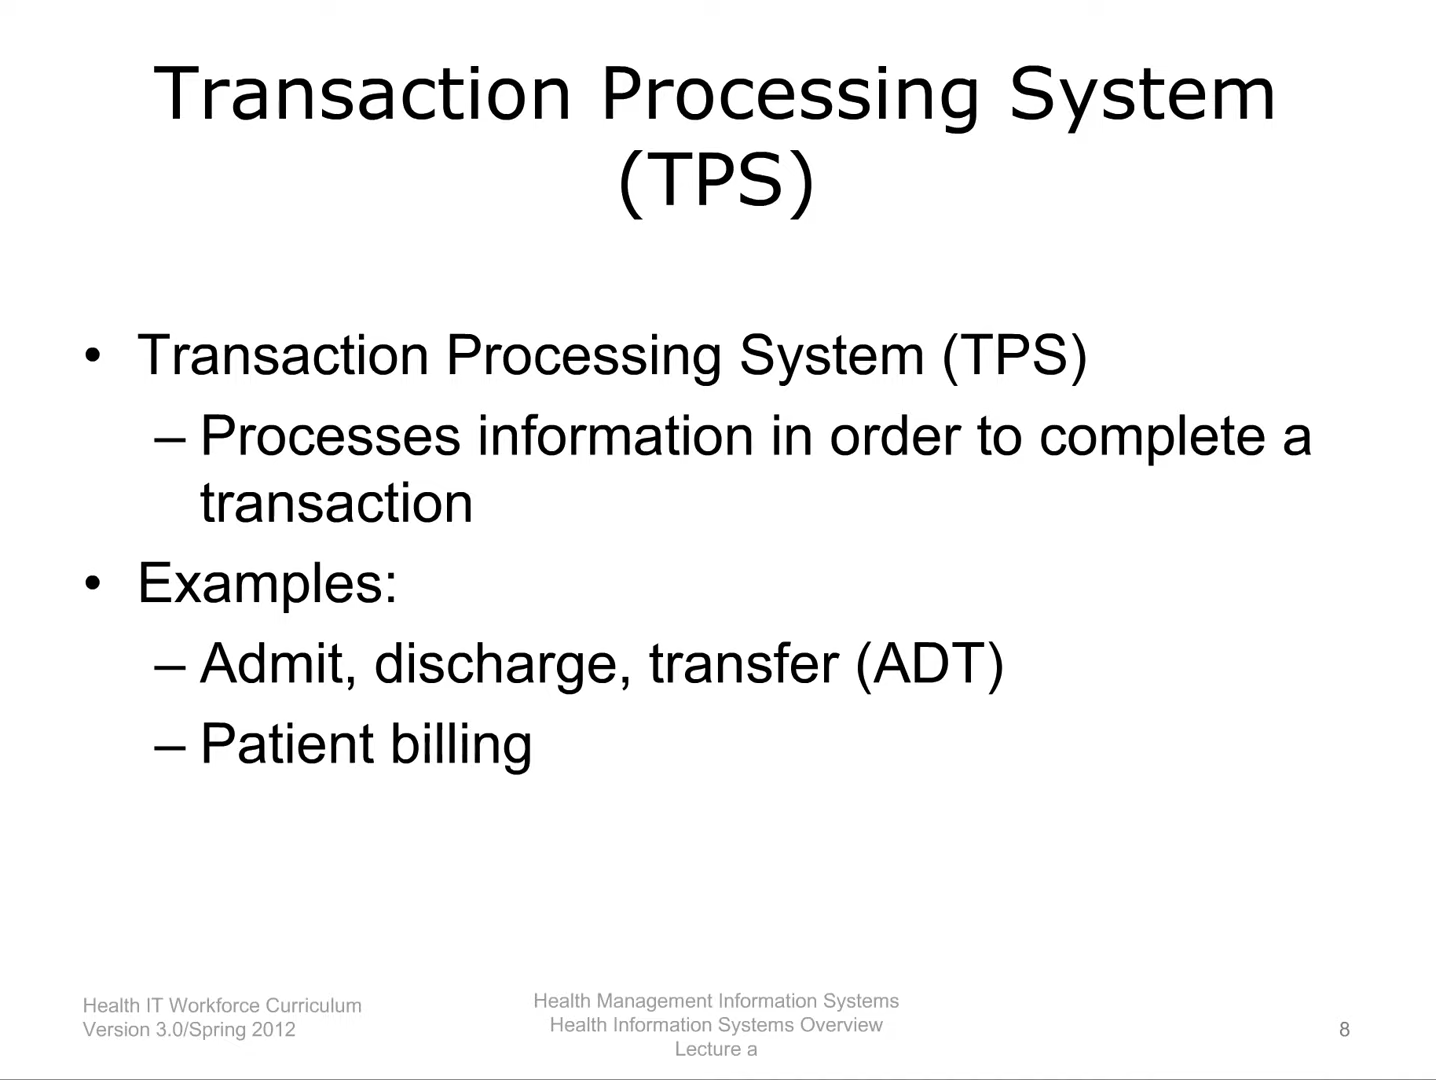 Transaction Processing System
(TPS)
• Transaction Processing System (TPS)
– Processes information in order to complete a
transaction
• Examples:
– Admit, discharge, transfer (ADT)
– Patient billing
Health IT Workforce Curriculum
Version 3.0/Spring 2012
Health Management Information Systems
Health Information Systems Overview
Lecture a
8